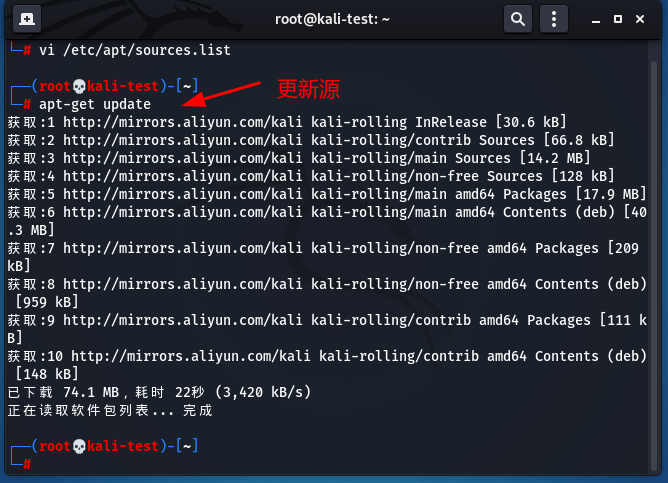 root@kali-test: ~
└─# vi /etc/apt/sources.list
┌──(root💀kali-test)-[~]
└─# apt-get update
更新源
获取:1 http://mirrors.aliyun.com/kali kali-rolling InRelease [30.6 kB]
获取:2 http://mirrors.aliyun.com/kali kali-rolling/contrib Sources [66.8 kB]
获取:3 http://mirrors.aliyun.com/kali kali-rolling/main Sources [14.2 MB]
获取:4 http://mirrors.aliyun.com/kali kali-rolling/non-free Sources [128 kB]
获取:5 http://mirrors.aliyun.com/kali kali-rolling/main amd64 Packages [17.9 MB]
获取:6 http://mirrors.aliyun.com/kali kali-rolling/main amd64 Contents (deb) [40
.3 MB]
获取:7 http://mirrors.aliyun.com/kali kali-rolling/non-free amd64 Packages [209
kB]
获取:8 http://mirrors.aliyun.com/kali kali-rolling/non-free amd64 Contents (deb)
[959 kB]
获取:9 http://mirrors.aliyun.com/kali kali-rolling/contrib amd64 Packages [111 k
B]
获取:10 http://mirrors.aliyun.com/kali kali-rolling/contrib amd64 Contents (deb)
[148 kB]
已下载 74.1 MB，耗时 22秒 (3,420 kB/s)
正在读取软件包列表... 完成
┌──(root💀kali-test)-[~]
└─#